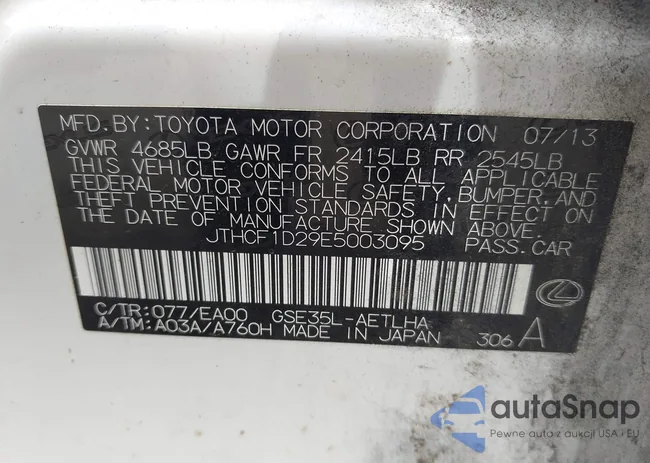 MFD.BY:TOYOTA MOTOR CORPORATION 07/13
GVWR 4685LB GAWR FR 2415LB RR 2545LB
THIS VEHICLE CONFORMS TO ALL APPLICABLE
FEDERAL MOTOR VEHICLE SAFETY, BUMPER, AND
THEFT PREVENTION STANDARDS IN EFFECT ON
THE DATE OF MANUFACTURE SHOWN ABOVE.
JTHCF1D29E5003095 PASS.CAR
C/TR:077/EA00 GSE35L-AETLHA
A/TM:A03A/A760H MADE IN JAPAN 306 A
autaSnap
Pewne auta z aukcji USA i EU